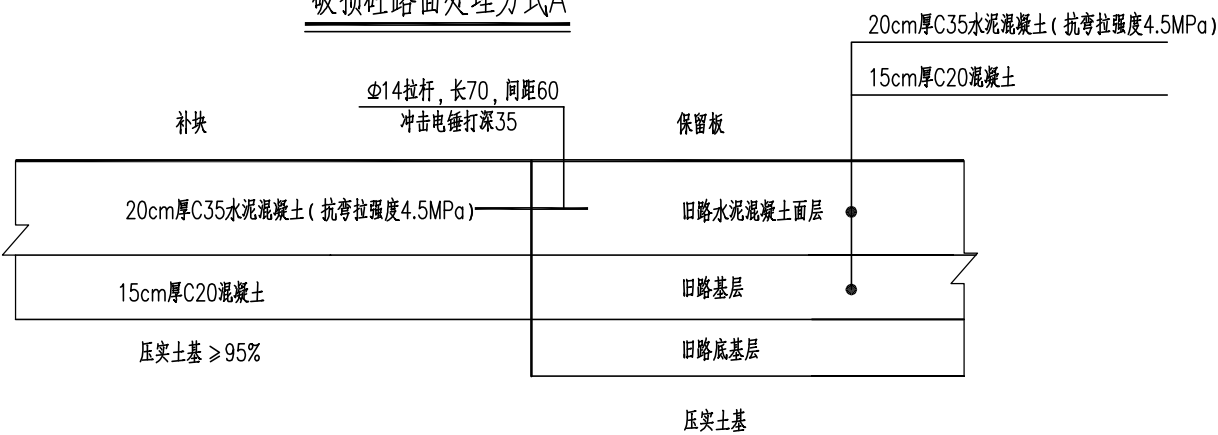 破损砼路面处理方式A
20cm厚C35水泥混凝土(抗弯拉强度4.5MPa)
15cm厚C20混凝土
Φ14拉杆,长70,间距60
冲击电锤打深35
补块
保留板
20cm厚C35水泥混凝土(抗弯拉强度4.5MPa)
旧路水泥混凝土面层
15cm厚C20混凝土
旧路基层
压实土基≥95%
旧路底基层
压实土基